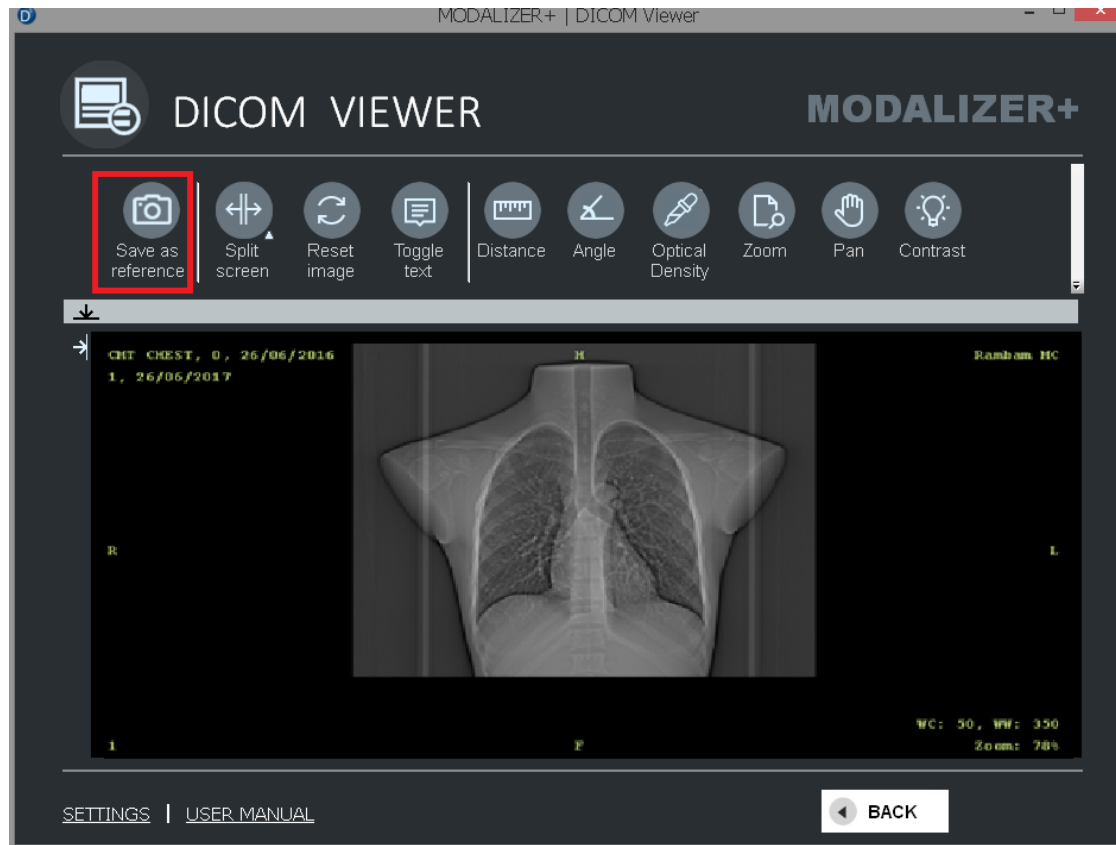 MODALIZER+ | DICOM Viewer
DICOM VIEWER
MODALIZER+
Save as
reference
Split
screen
Reset
image
Toggle
text
Distance
Angle
Optical
Density
Zoom
Pan
Contrast
CMT CHEST, 0, 26/06/2016
1, 26/06/2017
H
Rambam MC
R
L
WC: 50, WW: 350
Zoom: 78%
1
F
SETTINGS | USER MANUAL
BACK